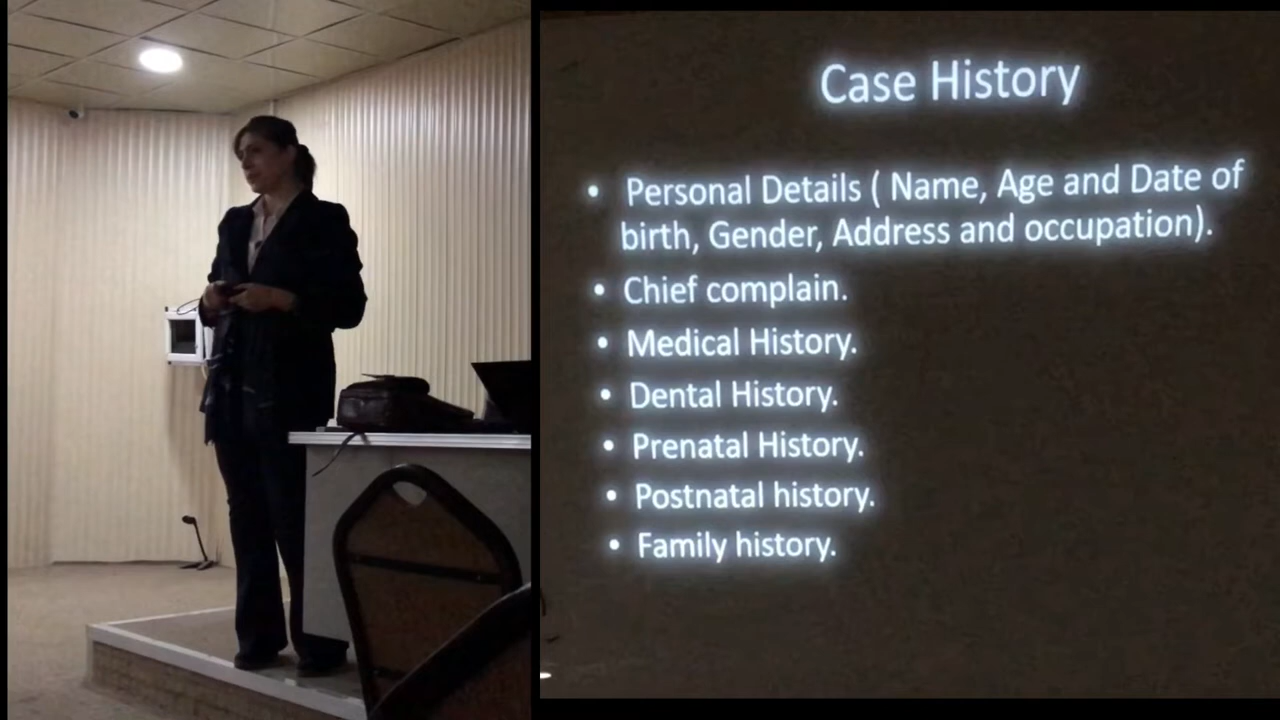 Case History
• Personal Details ( Name, Age and Date of
birth, Gender, Address and occupation).
• Chief complain.
• Medical History.
• Dental History.
• Prenatal History.
• Postnatal history.
• Family history.